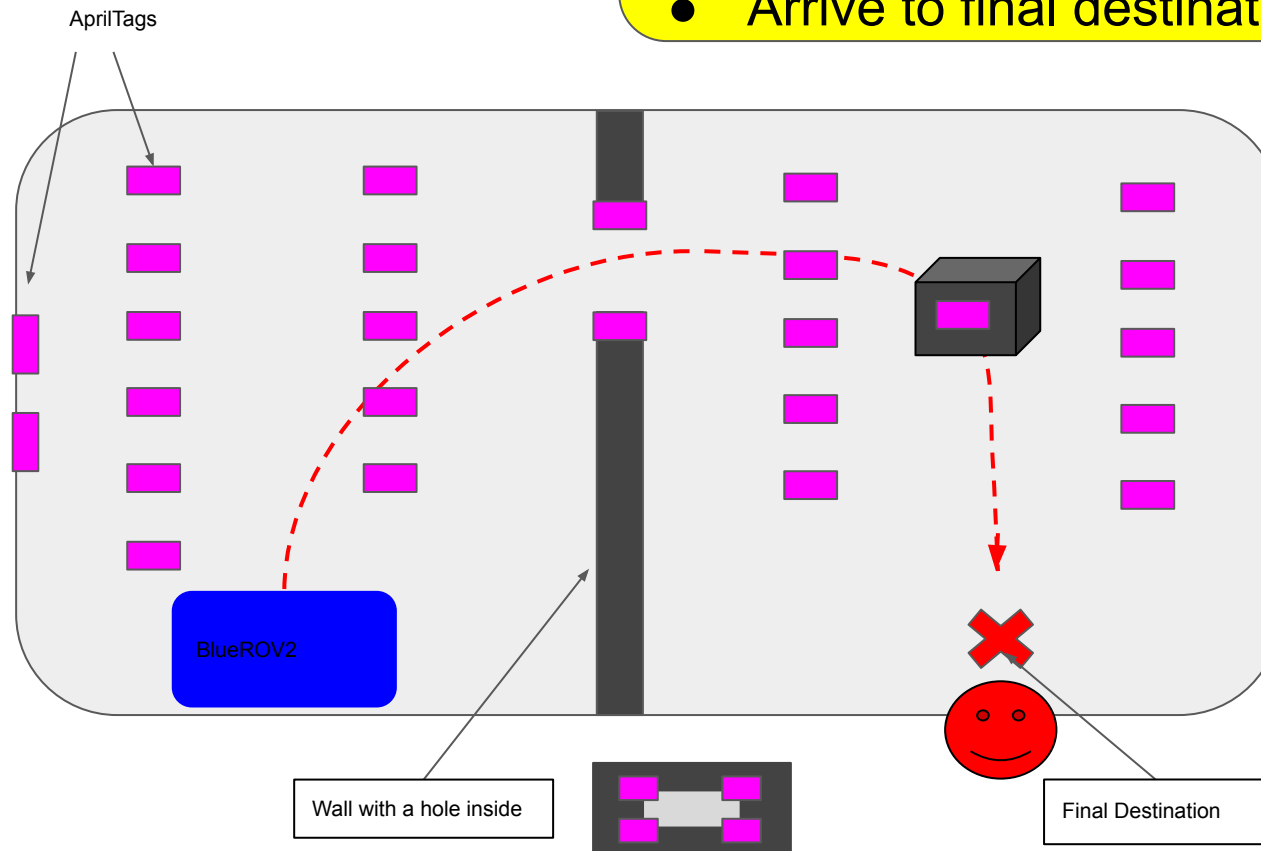 ● Arrive to final destinat
AprilTags
BlueROV2
Wall with a hole inside
Final Destination